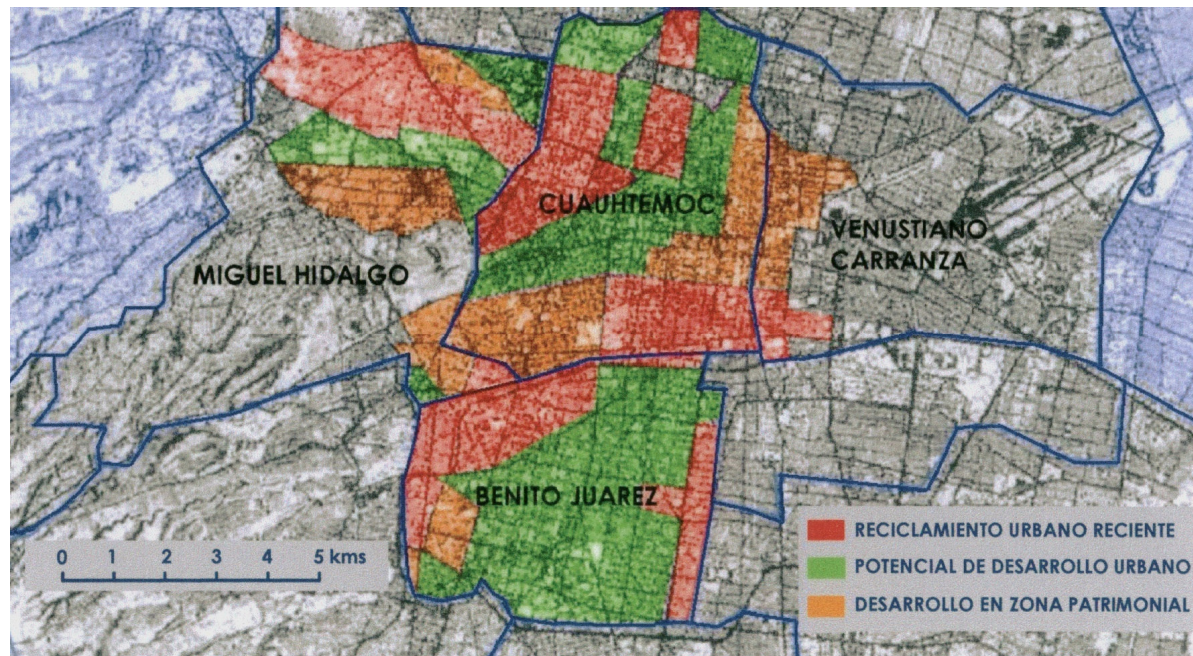 CUAUHTEMOC
VENUSTIANO
CARRANZA
MIGUEL HIDALGO
BENITO JUAREZ
0 1 2 3 4 5 kms
RECICLAMIENTO URBANO RECIENTE
POTENCIAL DE DESARROLLO URBANO
DESARROLLO EN ZONA PATRIMONIAL